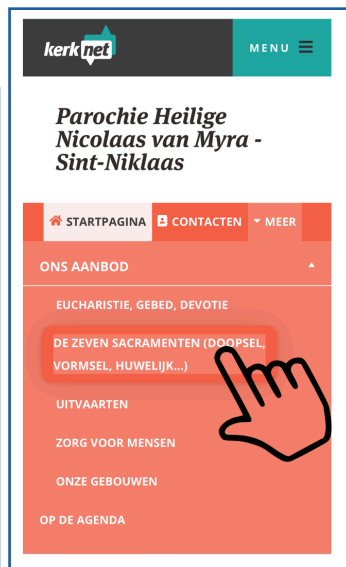 kerk net
MENU
Parochie Heilige
Nicolaas van Myra -
Sint-Niklaas
STARTPAGINA CONTACTEN MEER
ONS AANBOD
EUCHARISTIE, GEBED, DEVOTIE
DE ZEVEN SACRAMENTEN (DOOPSEL,
VORMSEL, HUWELIJK...)
UITVAARTEN
ZORG VOOR MENSEN
ONZE GEBOUWEN
OP DE AGENDA